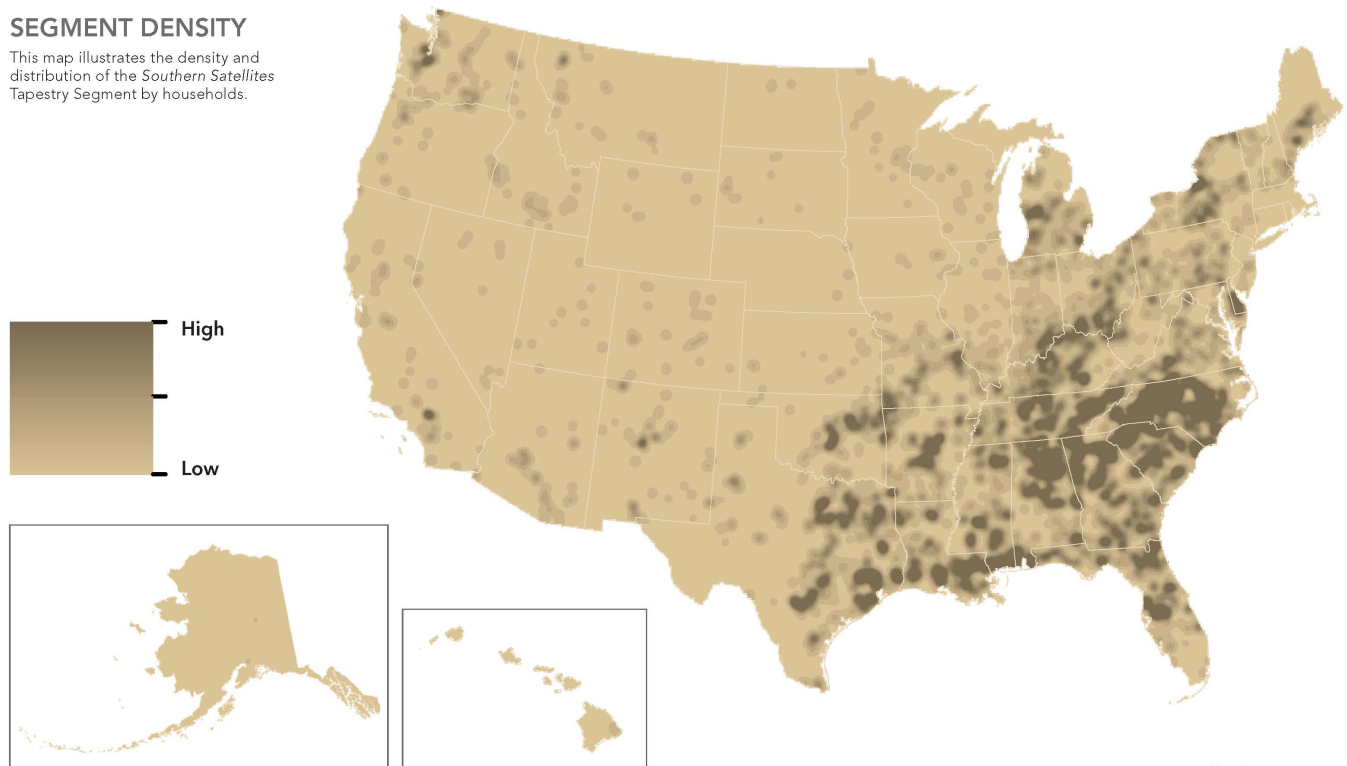 SEGMENT DENSITY
This map illustrates the density and
distribution of the Southern Satellites
Tapestry Segment by households.
High
Low